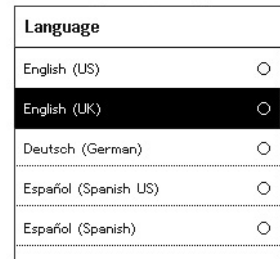 Language
English (US)
English (UK)
Deutsch (German)
Español (Spanish US)
Español (Spanish)